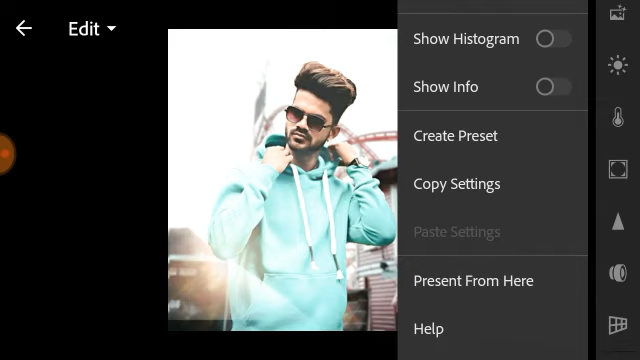 Edit
Show Histogram
Show Info
Create Preset
Copy Settings
Paste Settings
Present From Here
Help